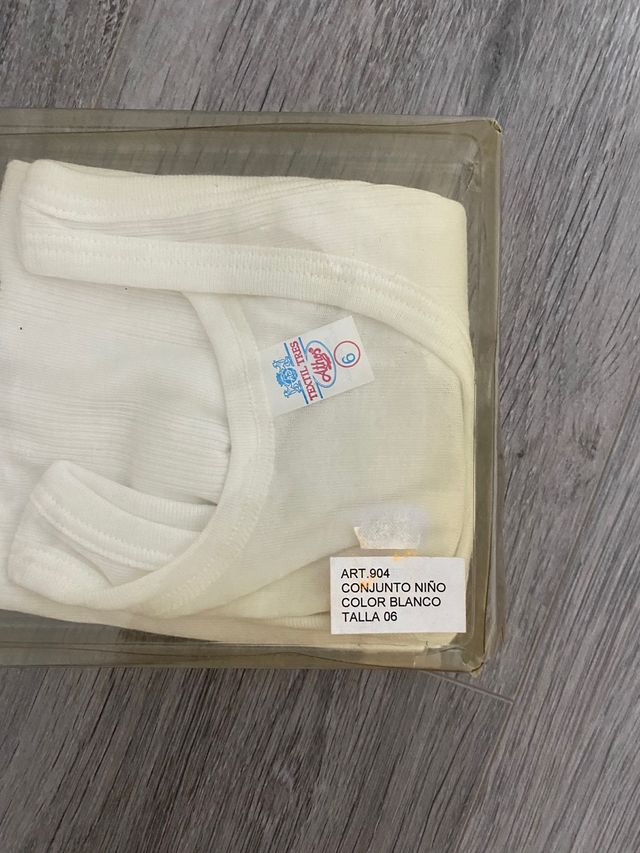 TEXTIL TRES
6
ART.904
CONJUNTO NIÑO
COLOR BLANCO
TALLA 06